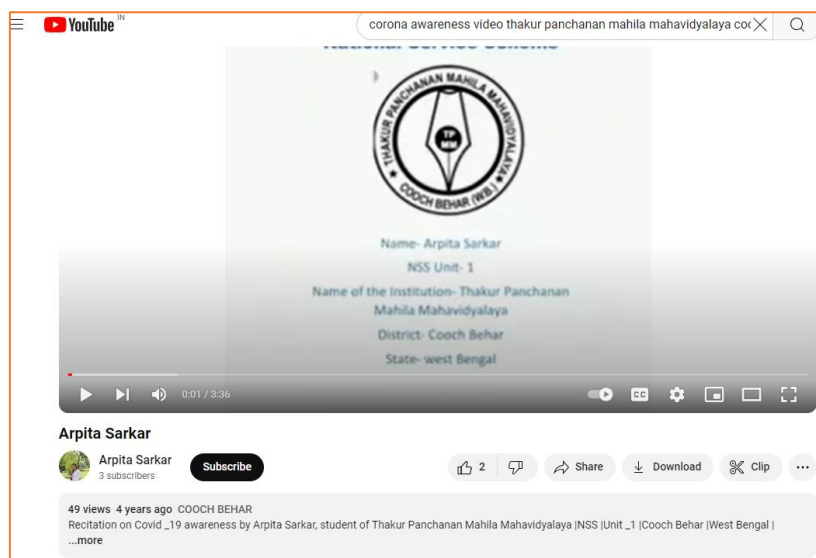 YouTube IN
corona awareness video thakur panchanan mahila mahavidyalaya coo
National Service Scheme
THAKUR PANCHANAN MAHILA MAHAVIDYALAYA
TP
MM
★ COOCH BEHAR (W.B.) ★
Name- Arpita Sarkar
NSS Unit- 1
Name of the Institution- Thakur Panchanan
Mahila Mahavidyalaya
District- Cooch Behar
State- west Bengal
0:01 / 3:36
CC
Arpita Sarkar
Arpita Sarkar
3 subscribers
Subscribe
2
Share
Download
Clip
49 views 4 years ago COOCH BEHAR
Recitation on Covid _19 awareness by Arpita Sarkar, student of Thakur Panchanan Mahila Mahavidyalaya |NSS |Unit _1 |Cooch Behar |West Bengal |
...more